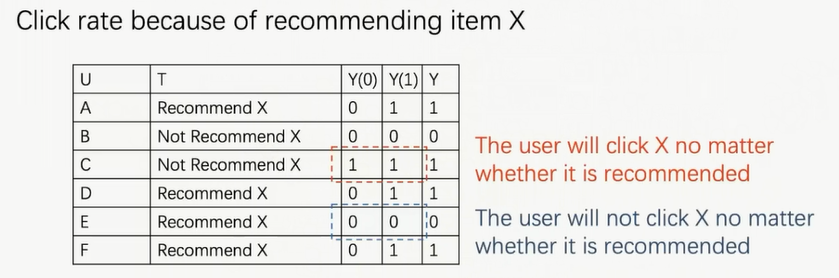 Click rate because of recommending item X
U T Y(0) Y(1) Y
A Recommend X 0 1 1
B Not Recommend X 0 0 0
C Not Recommend X 1 1 1
D Recommend X 0 1 1
E Recommend X 0 0 0
F Recommend X 0 1 1
The user will click X no matter
whether it is recommended
The user will not click X no matter
whether it is recommended